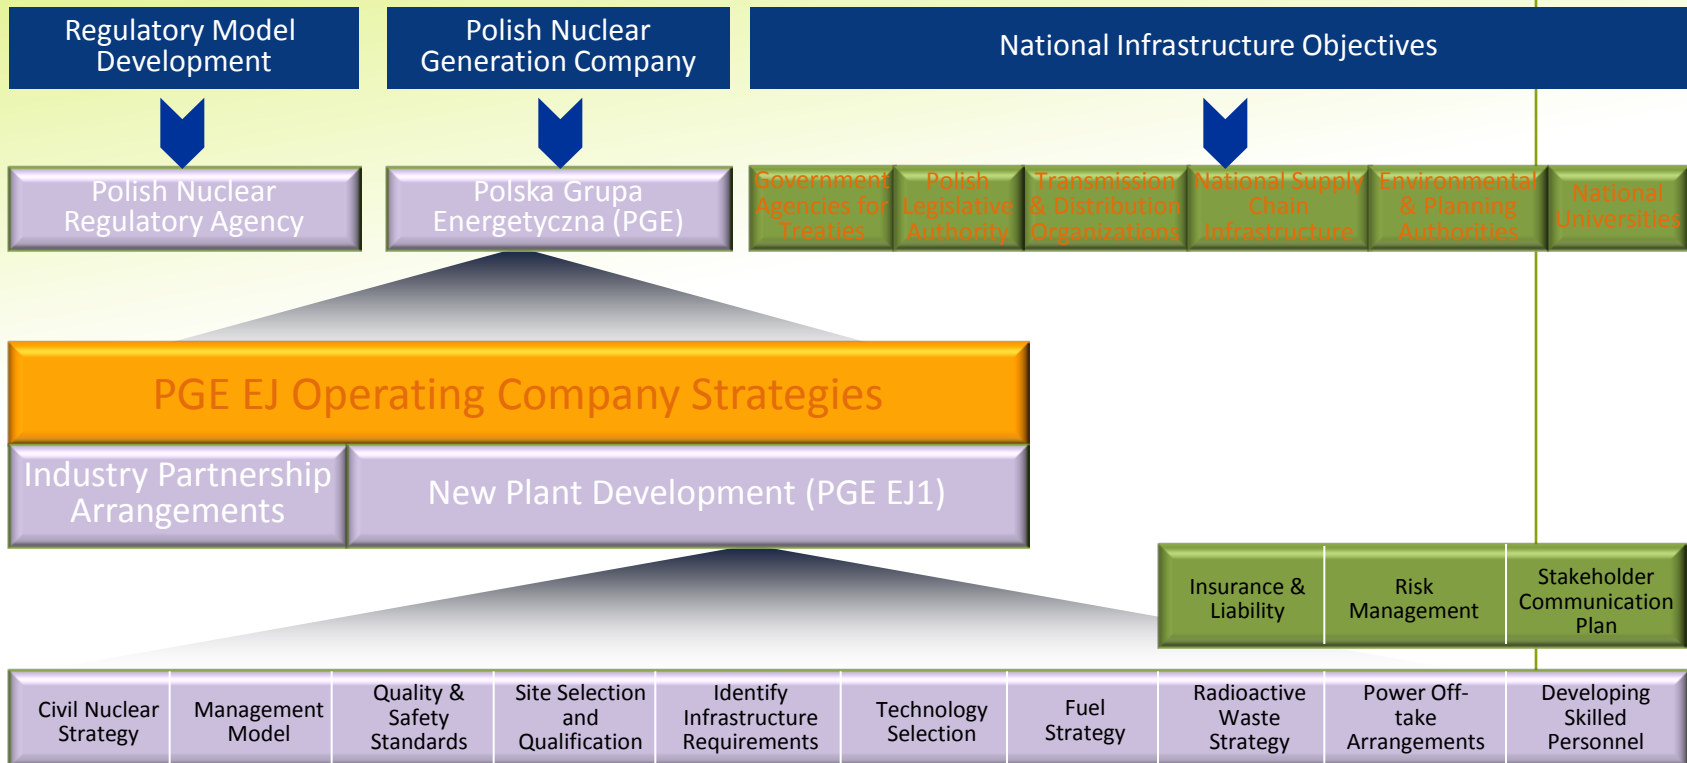 Regulatory Model
Development
Polish Nuclear
Generation Company
National Infrastructure Objectives
Polish Nuclear
Regulatory Agency
Polska Grupa
Energetyczna (PGE)
Government
Agencies for
Treaties
Polish
Legislative
Authority
Transmission
& Distribution
Organizations
National Supply
Chain
Infrastructure
Environmental
& Planning
Authorities
National
Universities
PGE EJ Operating Company Strategies
Industry Partnership
Arrangements
New Plant Development (PGE EJ1)
Insurance &
Liability
Risk
Management
Stakeholder
Communication
Plan
Civil Nuclear
Strategy
Management
Model
Quality &
Safety
Standards
Site Selection
and
Qualification
Identify
Infrastructure
Requirements
Technology
Selection
Fuel
Strategy
Radioactive
Waste
Strategy
Power Off-
take
Arrangements
Developing
Skilled
Personnel